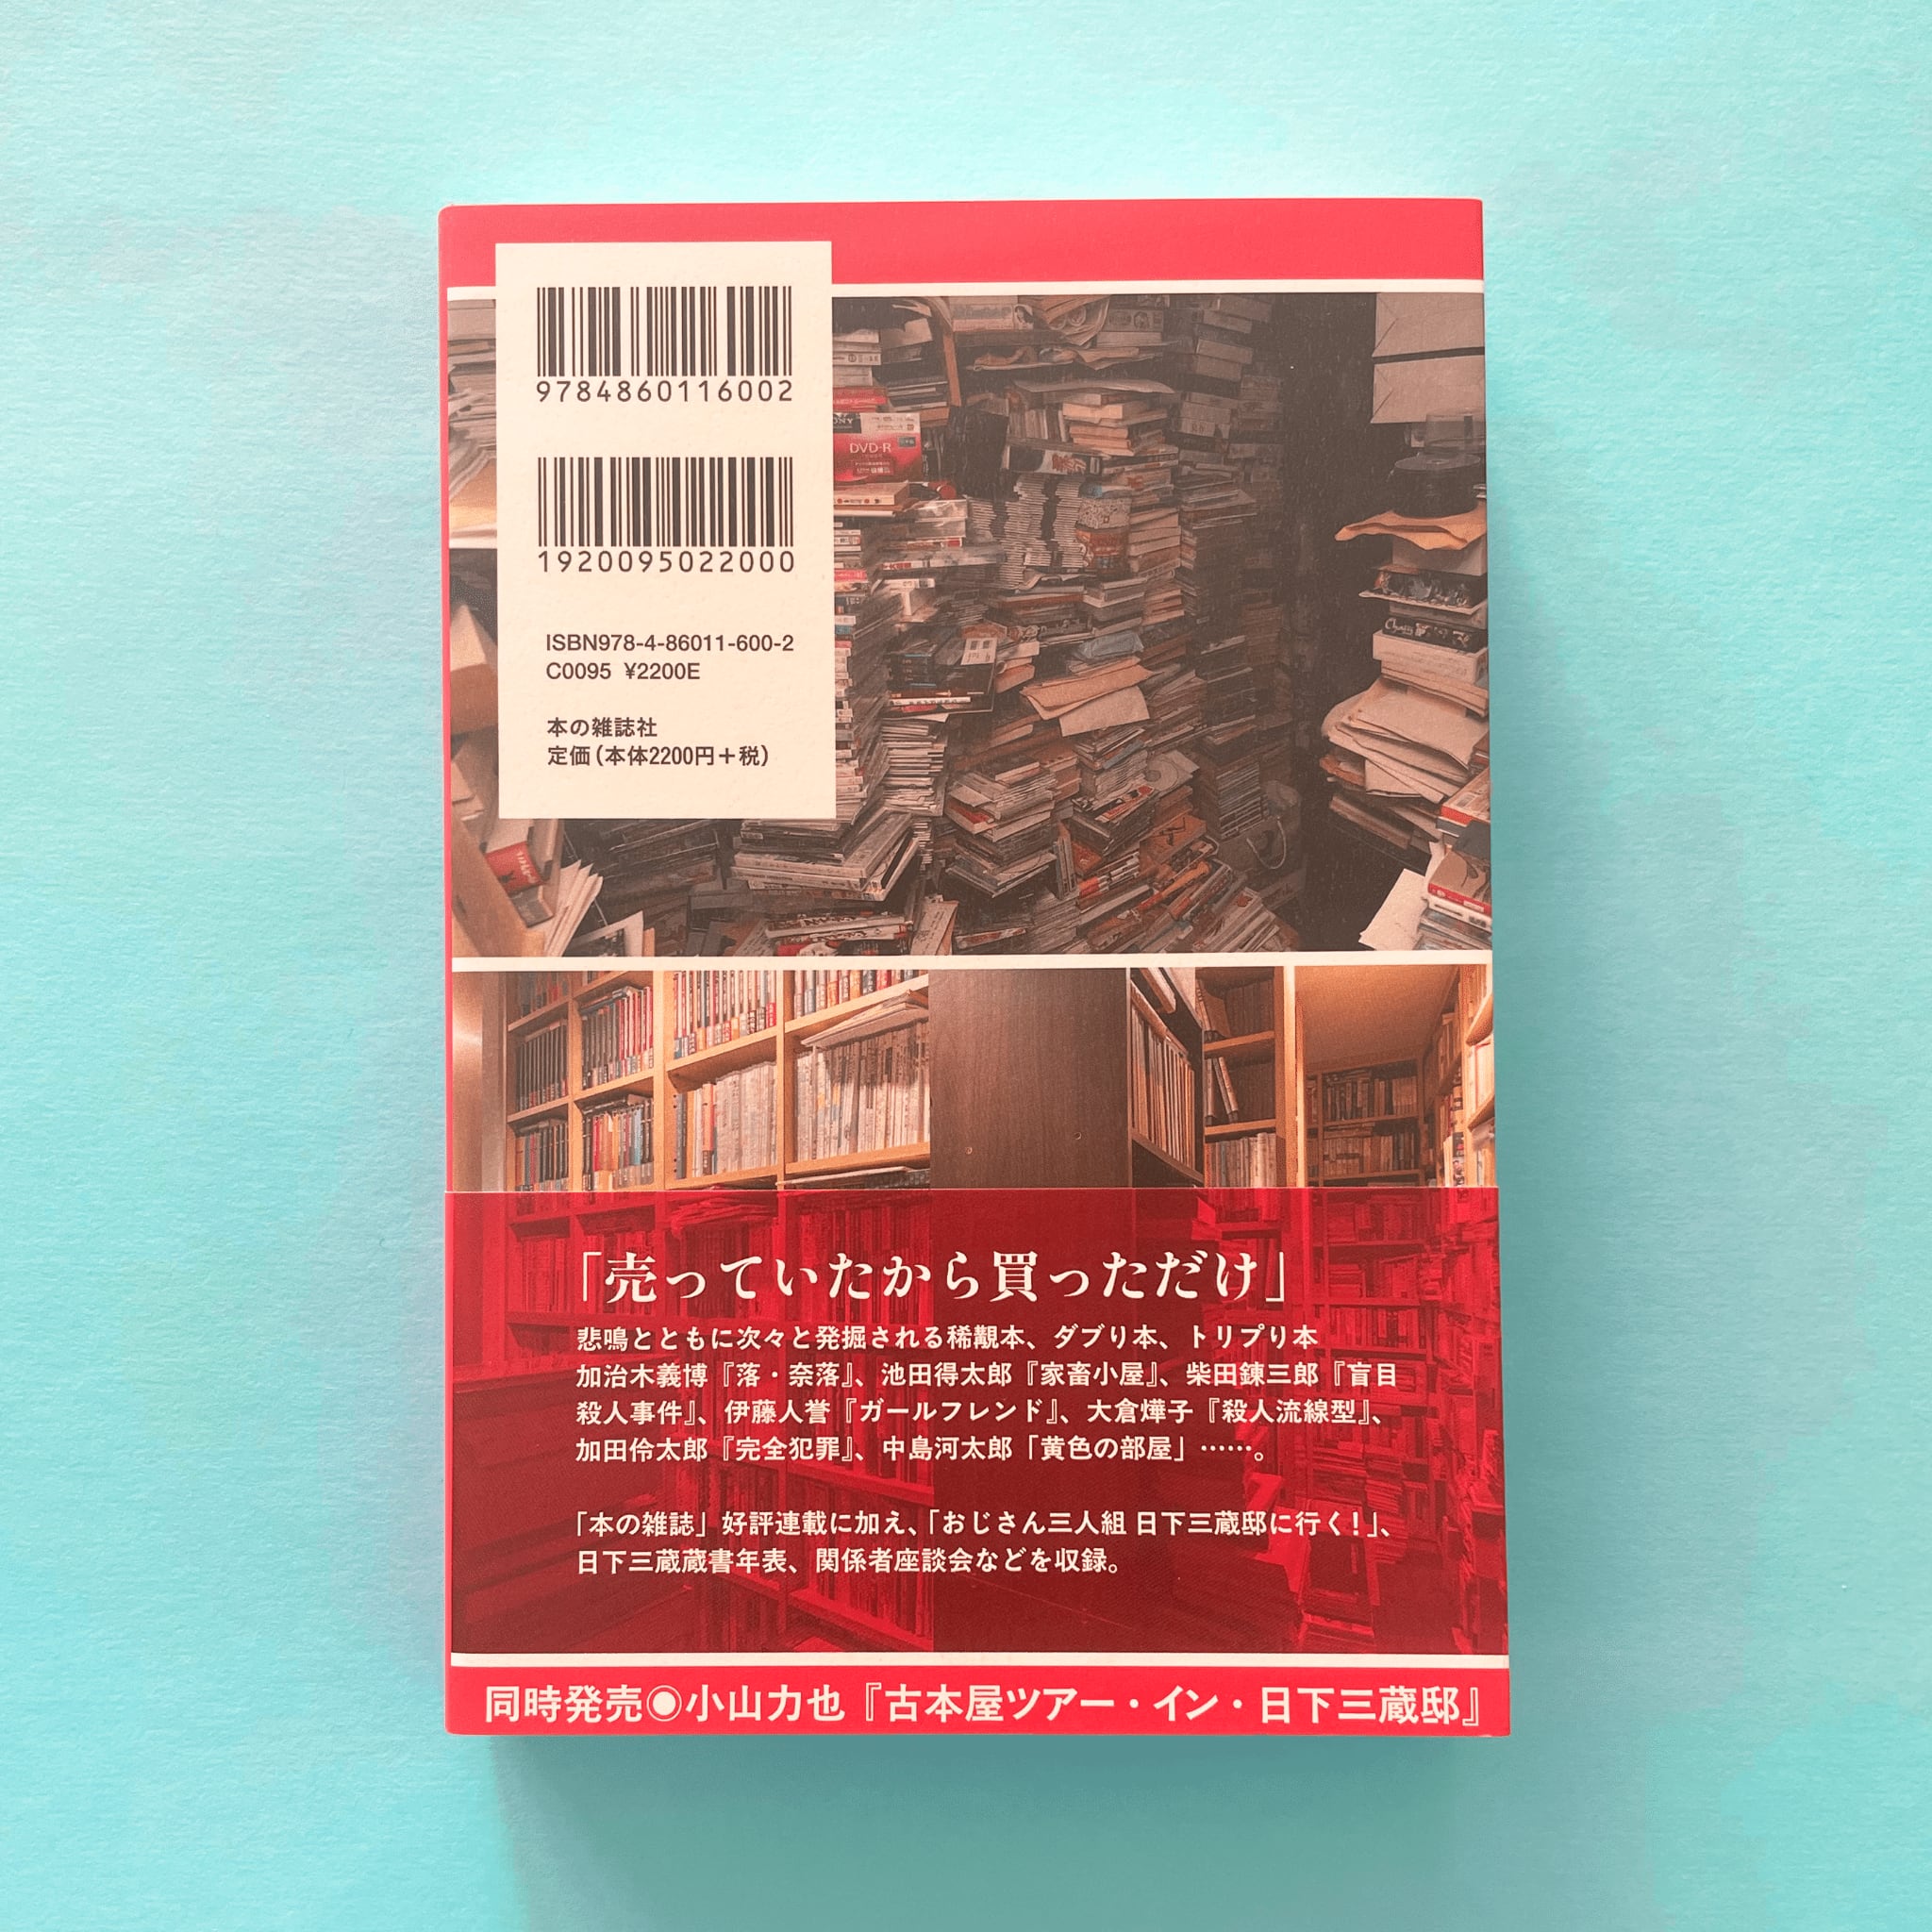 9784860116002
1920095022000
ISBN978-4-86011-600-2
C0095 ¥2200E
本の雑誌社
定価（本体2200円＋税）
DVD-R
「売っていたから買っただけ」
悲鳴とともに次々と発掘される稀覯本、ダブり本、トリプり本
加治木義博『落・奈落』、池田得太郎『家畜小屋』、柴田錬三郎『盲目
殺人事件』、伊藤人誉『ガールフレンド』、大倉燁子『殺人流線型』、
加田伶太郎『完全犯罪』、中島河太郎「黄色の部屋」……。
「本の雑誌」好評連載に加え、「おじさん三人組 日下三蔵邸に行く！」、
日下三蔵蔵書年表、関係者座談会などを収録。
同時発売◉小山力也『古本屋ツアー・イン・日下三蔵邸』